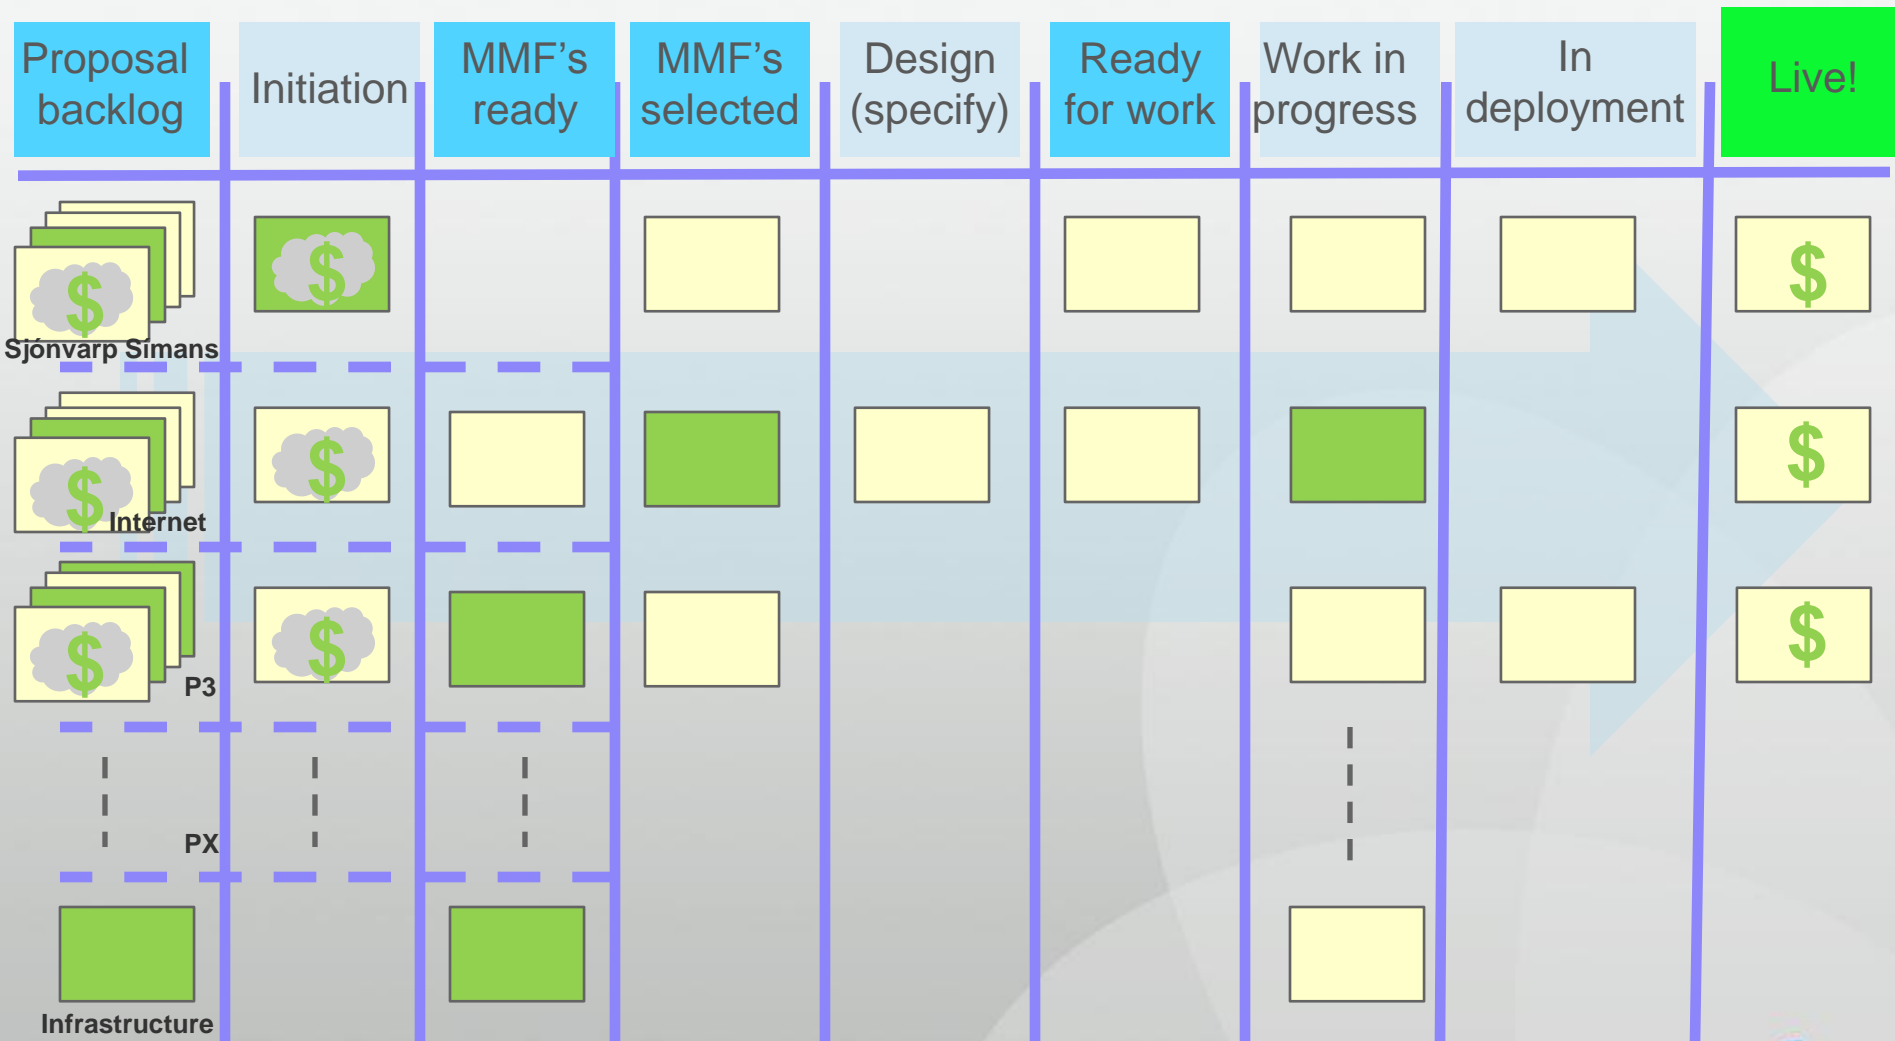 Proposal
backlog
Initiation
MMF's
ready
MMF's
selected
Design
(specify)
Ready
for work
Work in
progress
In
deployment
Live!
$
$
$
Sjónvarp Símans
$
$
$
Internet
$
$
$
P3
PX
Infrastructure